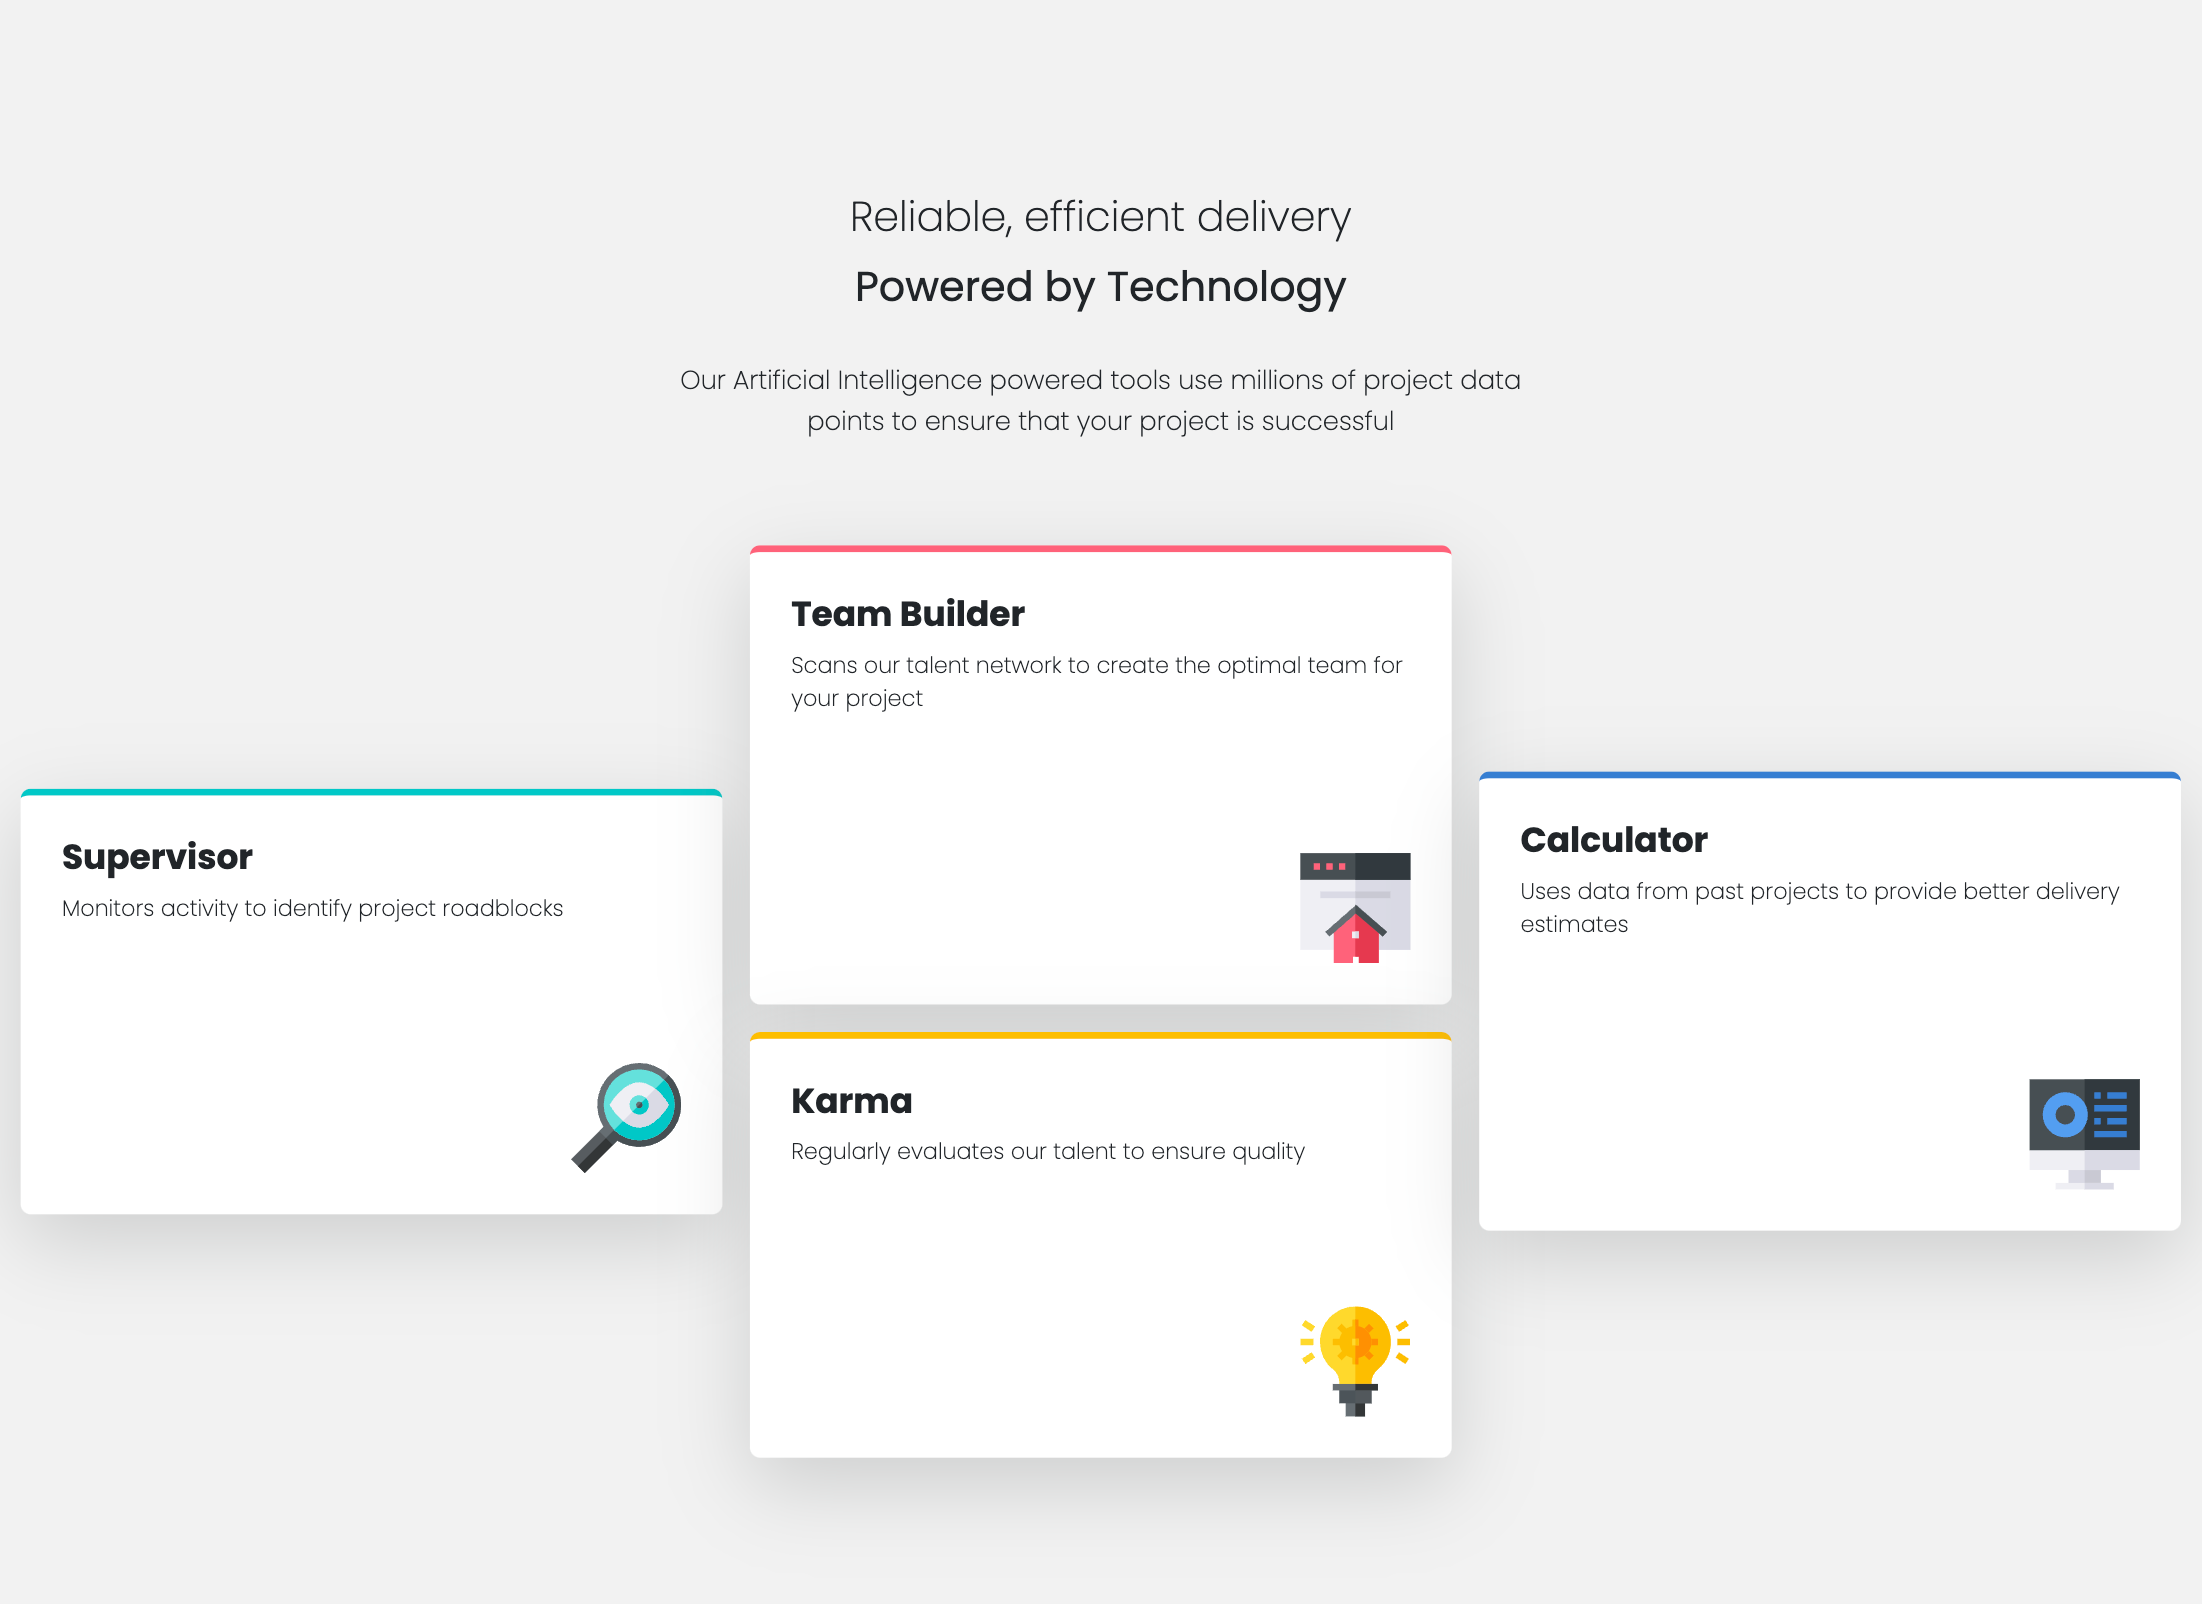 Reliable, efficient delivery
Powered by Technology
Our Artificial Intelligence powered tools use millions of project data
points to ensure that your project is successful
Supervisor
Monitors activity to identify project roadblocks
Team Builder
Scans our talent network to create the optimal team for
your project
Karma
Regularly evaluates our talent to ensure quality
Calculator
Uses data from past projects to provide better delivery
estimates